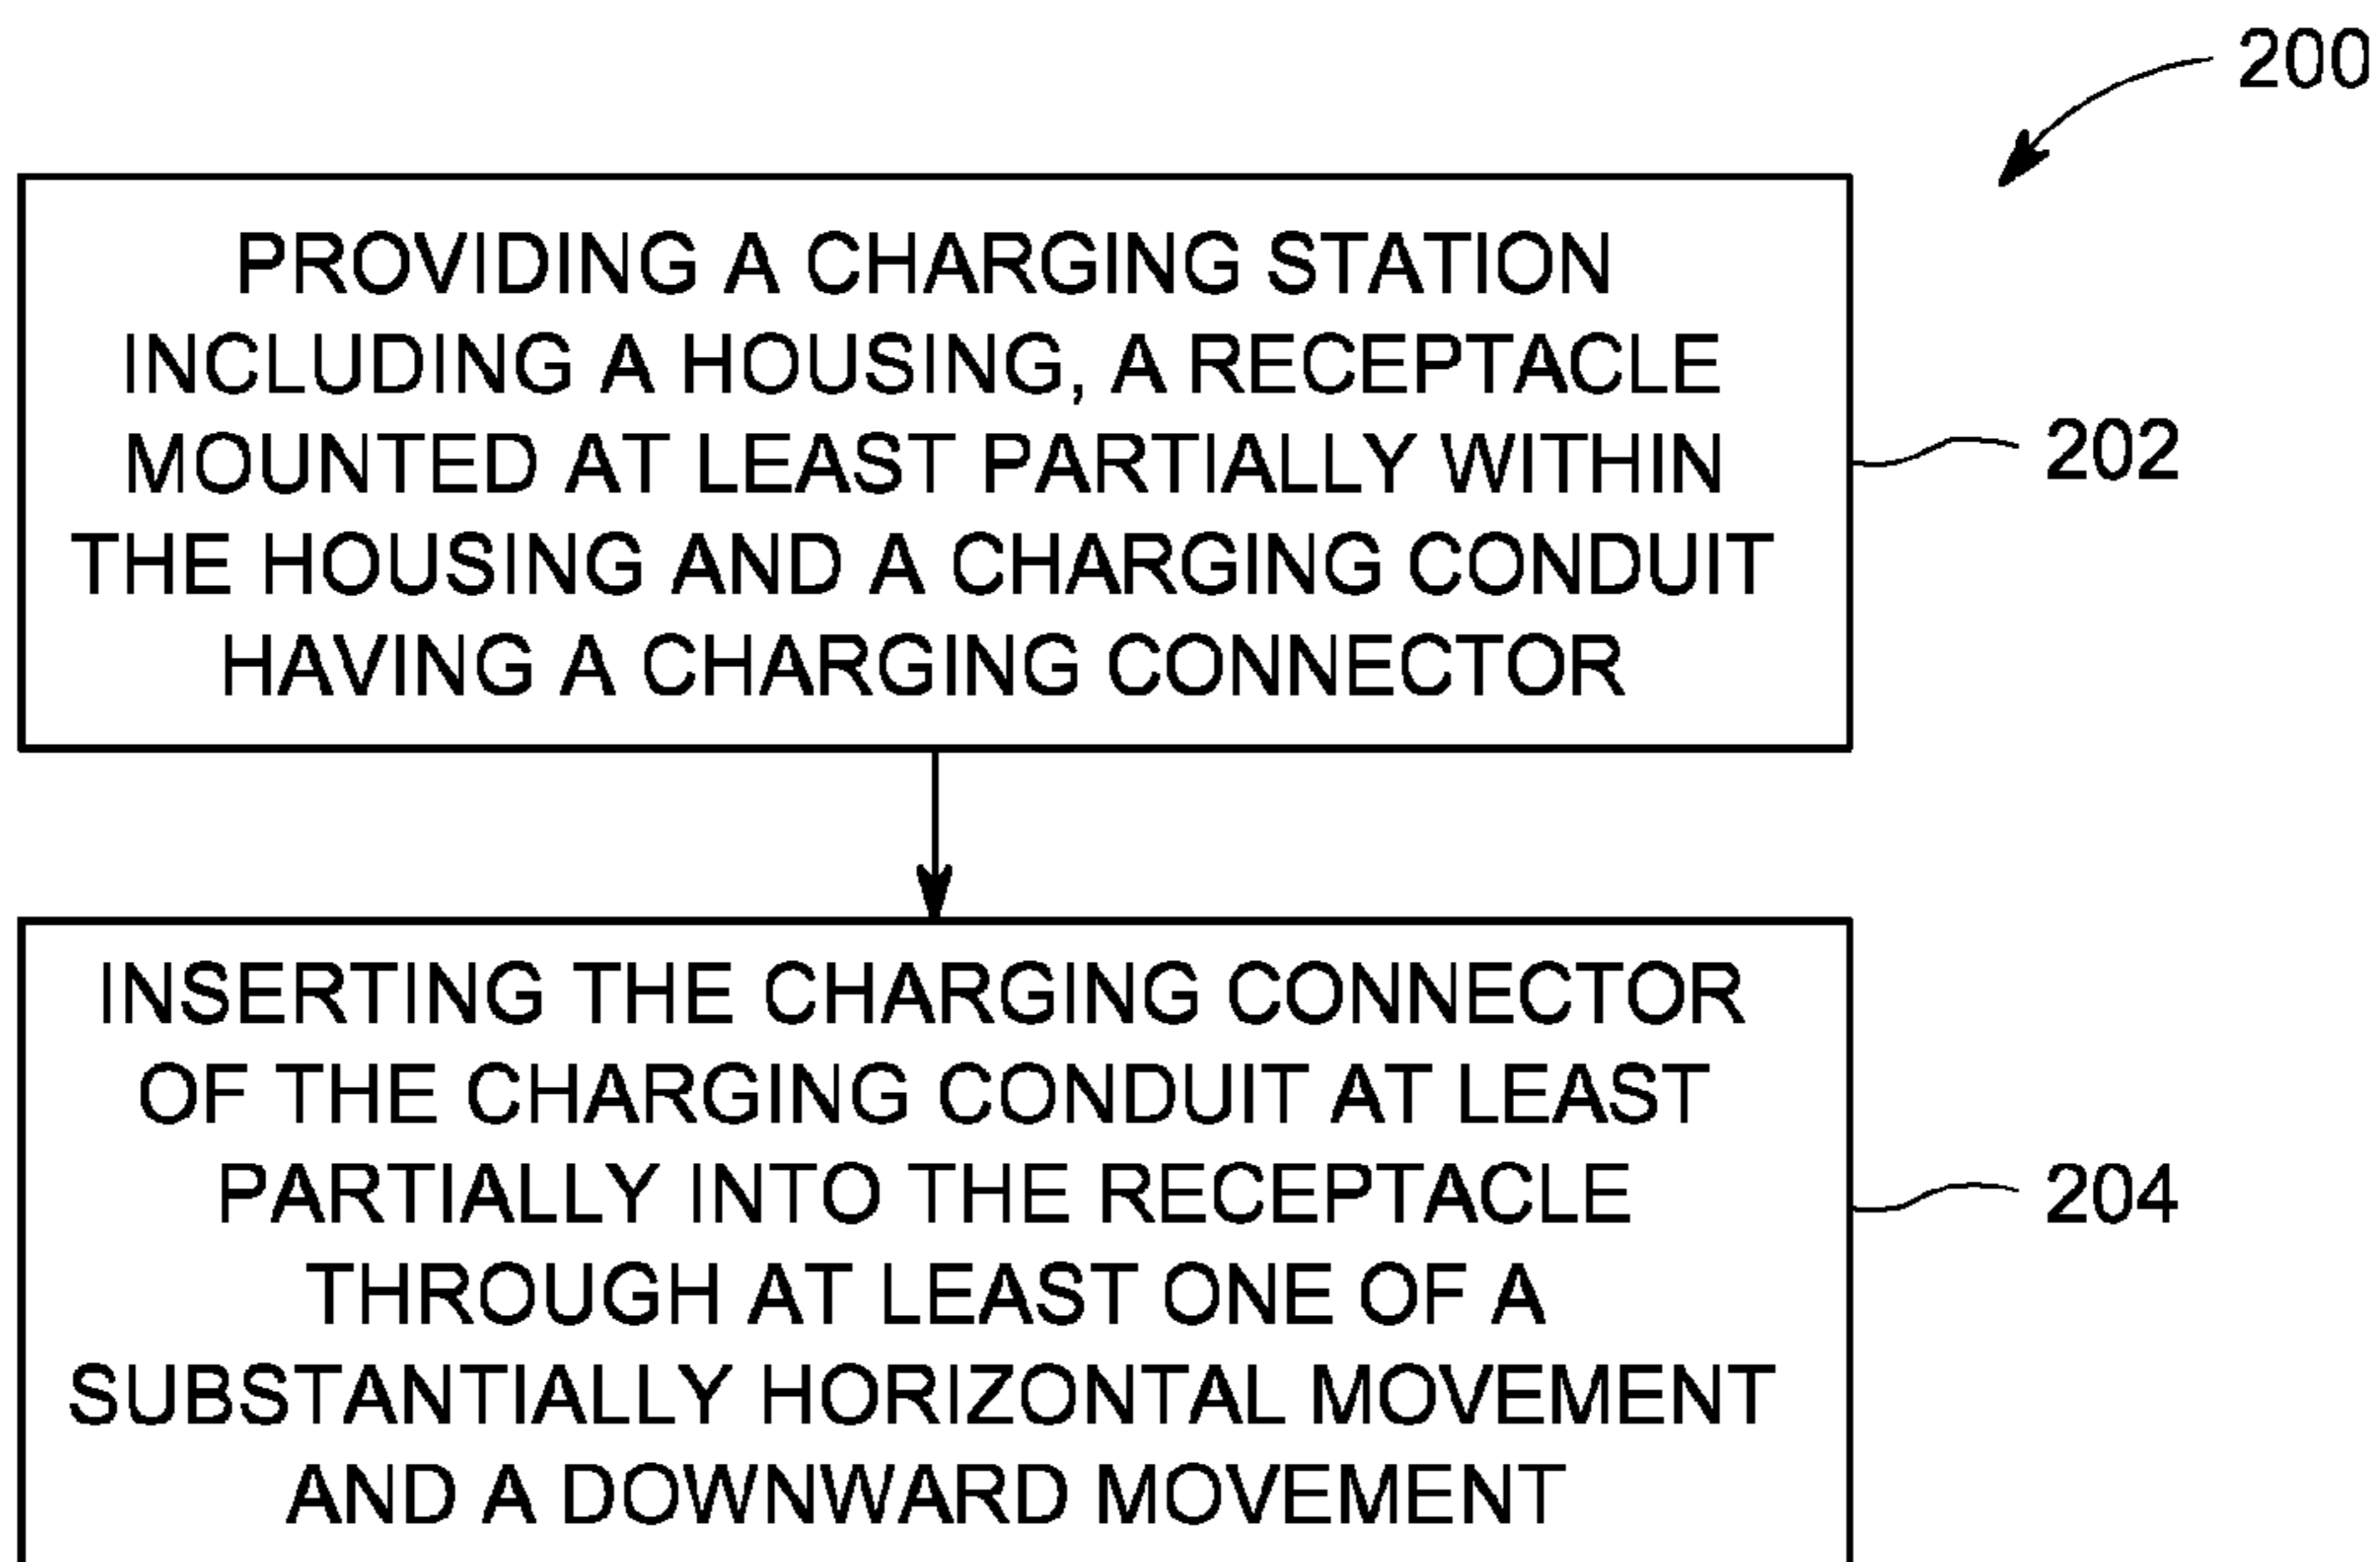 200
PROVIDING A CHARGING STATION
INCLUDING A HOUSING, A RECEPTACLE
MOUNTED AT LEAST PARTIALLY WITHIN
THE HOUSING AND A CHARGING CONDUIT
HAVING A CHARGING CONNECTOR
202
INSERTING THE CHARGING CONNECTOR
OF THE CHARGING CONDUIT AT LEAST
PARTIALLY INTO THE RECEPTACLE
THROUGH AT LEAST ONE OF A
SUBSTANTIALLY HORIZONTAL MOVEMENT
AND A DOWNWARD MOVEMENT
204